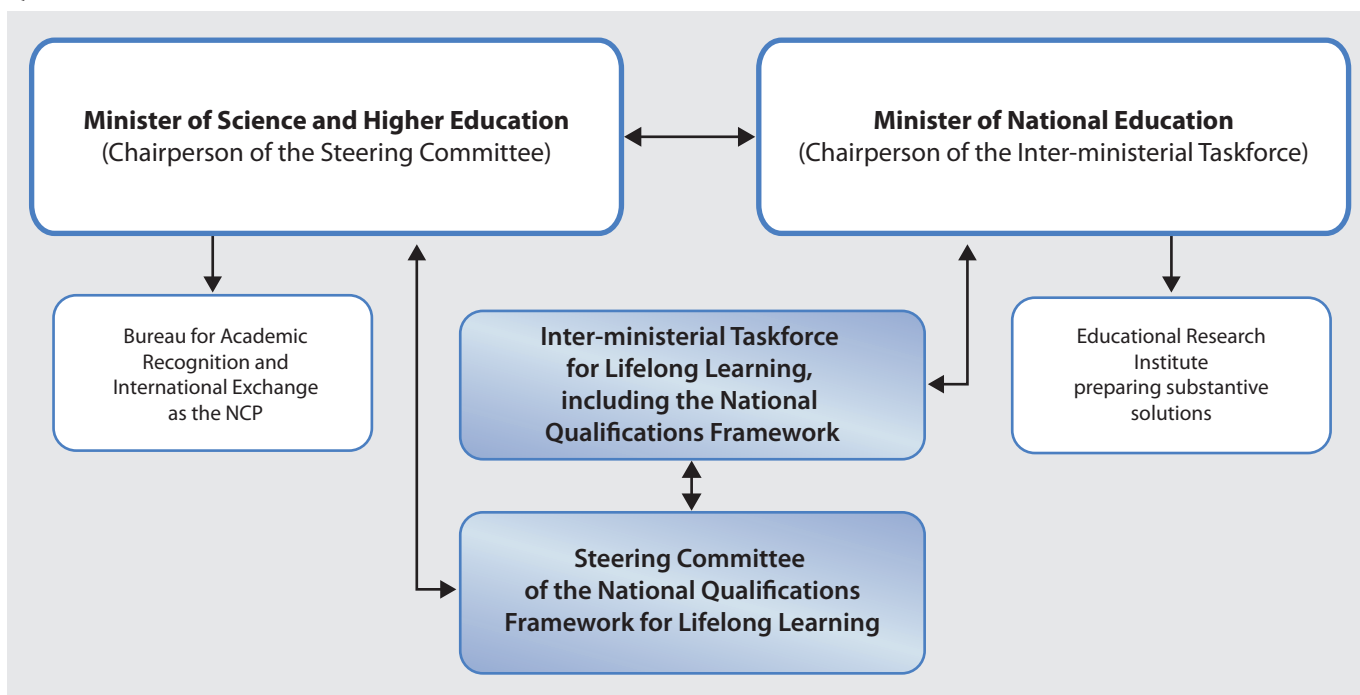 Minister of Science and Higher Education
(Chairperson of the Steering Committee)
Minister of National Education
(Chairperson of the Inter-ministerial Taskforce)
Bureau for Academic
Recognition and
International Exchange
as the NCP
Inter-ministerial Taskforce
for Lifelong Learning,
including the National
Qualifications Framework
Educational Research
Institute
preparing substantive
solutions
Steering Committee
of the National Qualifications
Framework for Lifelong Learning